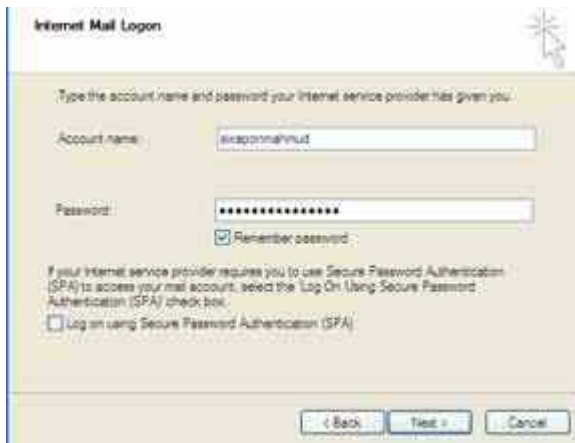 Internet Mail Logon
Type the account name and password your Internet service provider has given you.
Account name:
Password:
Remember password
If your Internet service provider requires you to use Secure Password Authentication
(SPA) to access your mail account, select the 'Log On Using Secure Password
Authentication (SPA)' check box.
Log on using Secure Password Authentication (SPA)
< Back
Next >
Cancel